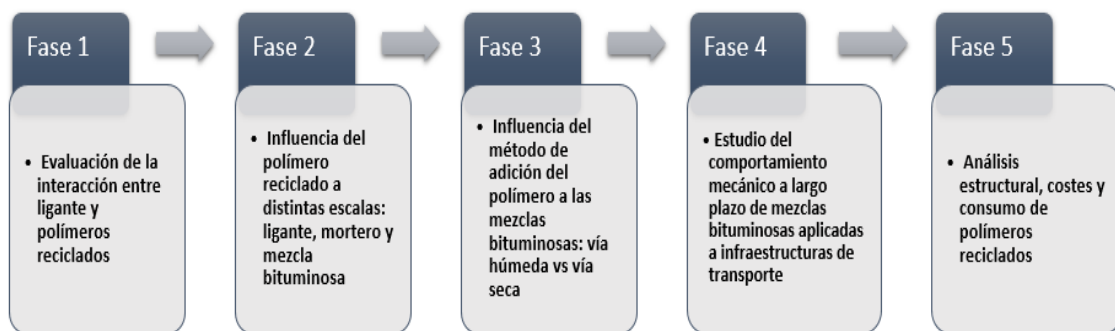 Fase 1
• Evaluación de la
interacción entre
ligante y
polímeros
reciclados
Fase 2
• Influencia del
polímero
reciclado a
distintas escalas:
ligante, mortero y
mezcla
bituminosa
Fase 3
• Influencia del
método de
adición del
polímero a las
mezclas
bituminosas: vía
húmeda vs vía
seca
Fase 4
• Estudio del
comportamiento
mecánico a largo
plazo de mezclas
bituminosas aplicadas
a infraestructuras de
transporte
Fase 5
• Análisis
estructural, costes y
consumo de
polímeros
reciclados